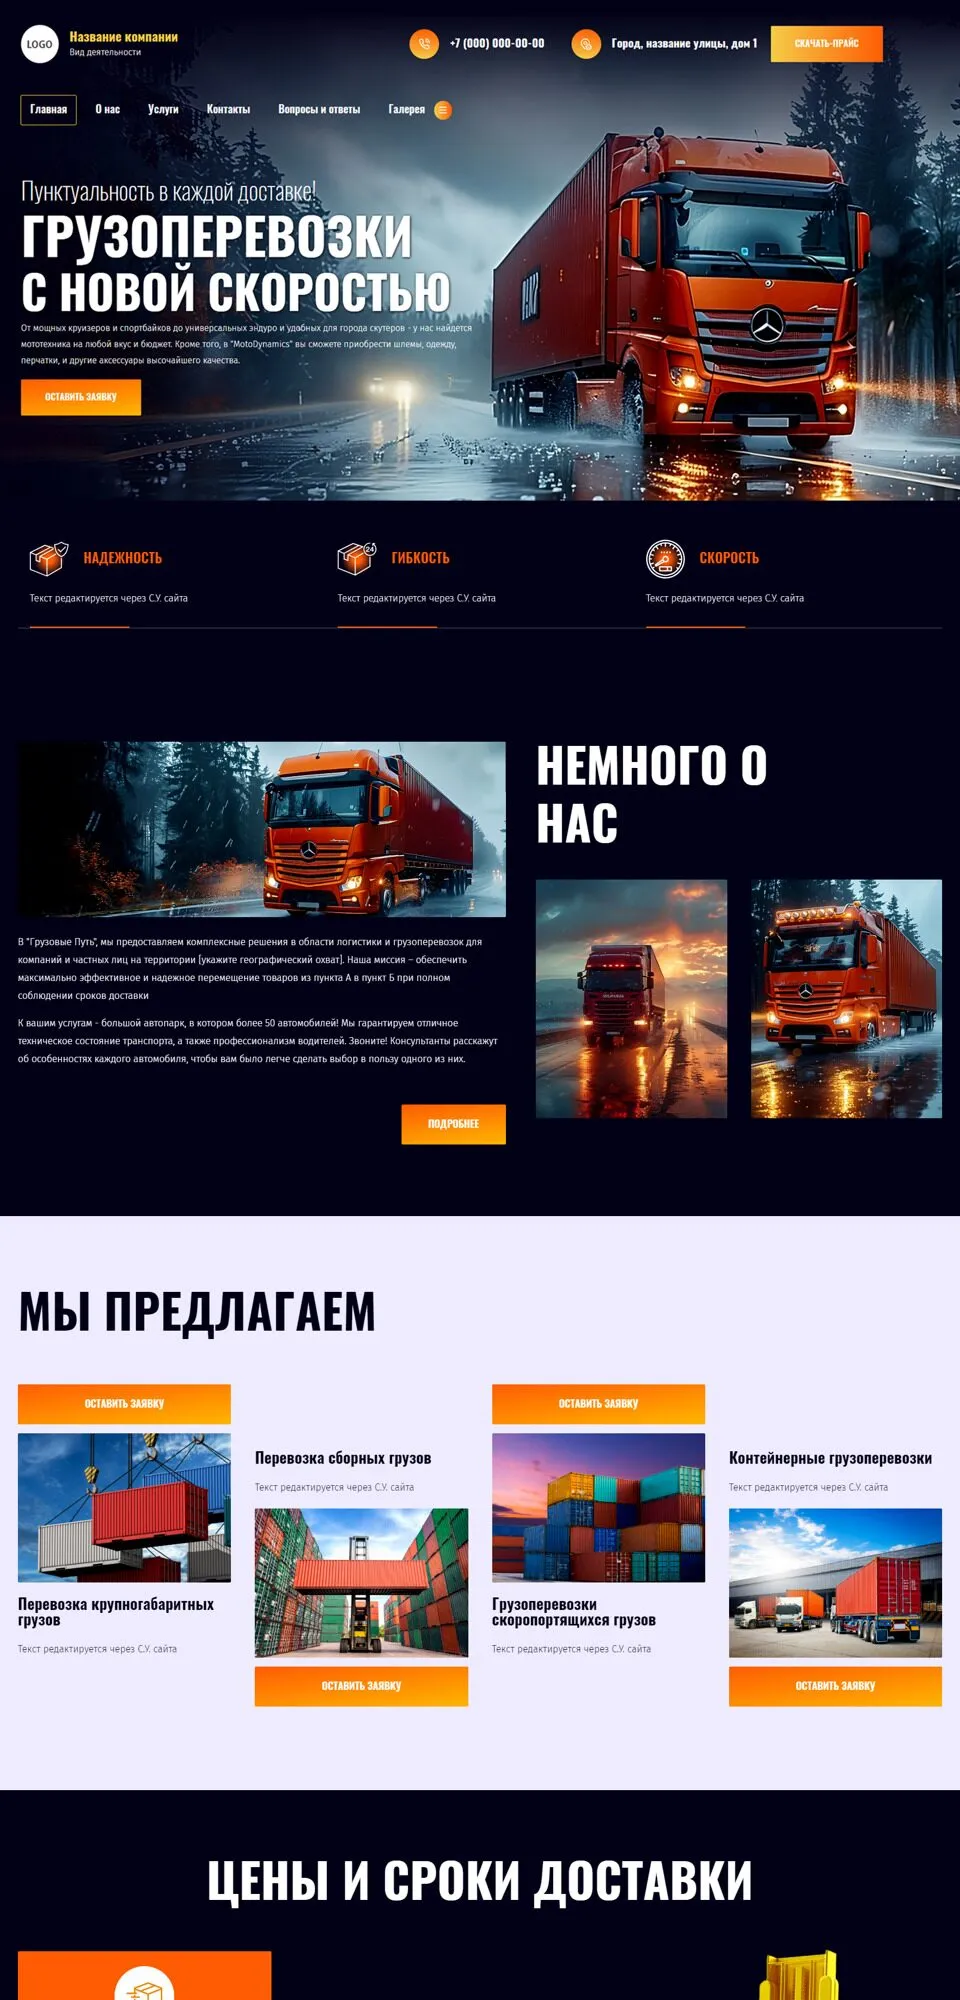 LOGO
Название компании
Вид деятельности
+7 (000) 000-00-00
Город, название улицы, дом 1
СКАЧАТЬ-ПРАЙС
Главная
О нас
Услуги
Контакты
Вопросы и ответы
Галерея
Пунктуальность в каждой доставке!
ГРУЗОПЕРЕВОЗКИ
С НОВОЙ СКОРОСТЬЮ
От мощных круизеров и спортбайков до универсальных эндуро и удобных для города скутеров - у нас найдется
мототехника на любой вкус и бюджет. Кроме того, в "MotoDynamics" вы сможете приобрести шлемы, одежду,
перчатки, и другие аксессуары высочайшего качества.
ОСТАВИТЬ ЗАЯВКУ
НАДЕЖНОСТЬ
Текст редактируется через С.У. сайта
24
ГИБКОСТЬ
Текст редактируется через С.У. сайта
СКОРОСТЬ
Текст редактируется через С.У. сайта
НЕМНОГО О
НАС
В "Грузовые Путь", мы предоставляем комплексные решения в области логистики и грузоперевозок для
компаний и частных лиц на территории [укажите географический охват]. Наша миссия – обеспечить
максимально эффективное и надежное перемещение товаров из пункта А в пункт Б при полном
соблюдении сроков доставки
К вашим услугам - большой автопарк, в котором более 50 автомобилей! Мы гарантируем отличное
техническое состояние транспорта, а также профессионализм водителей. Звоните! Консультанты расскажут
об особенностях каждого автомобиля, чтобы вам было легче сделать выбор в пользу одного из них.
ПОДРОБНЕЕ
МЫ ПРЕДЛАГАЕМ
ОСТАВИТЬ ЗАЯВКУ
Перевозка крупногабаритных
грузов
Текст редактируется через С.У. сайта
Перевозка сборных грузов
Текст редактируется через С.У. сайта
ОСТАВИТЬ ЗАЯВКУ
ОСТАВИТЬ ЗАЯВКУ
Грузоперевозки
скоропортящихся грузов
Текст редактируется через С.У. сайта
Контейнерные грузоперевозки
Текст редактируется через С.У. сайта
ОСТАВИТЬ ЗАЯВКУ
ЦЕНЫ И СРОКИ ДОСТАВКИ